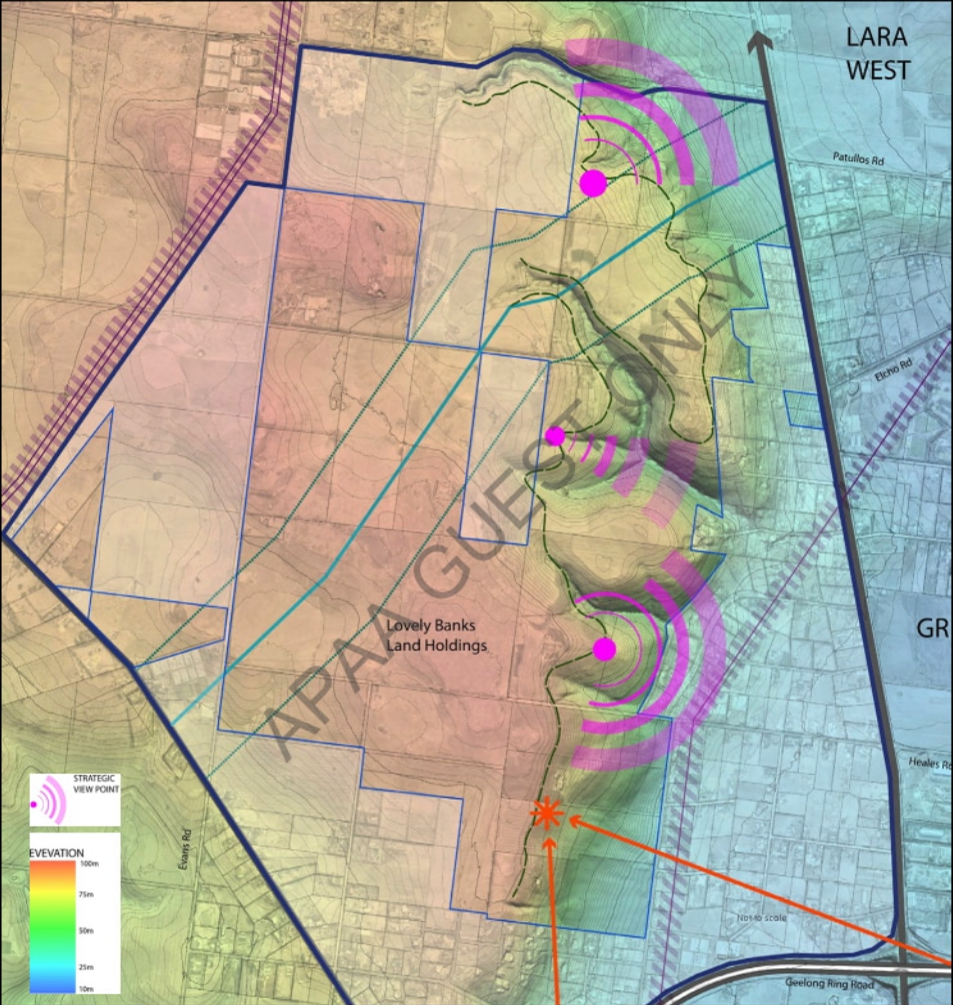 LARA
WEST
Patullos Rd
Elcho Rd
APAA GUEST ONLY
Lovely Banks
Land Holdings
GR
Heales Rd
STRATEGIC
VIEW POINT
EVEVATION
100m
75m
50m
25m
10m
Evans Rd
Not to scale
Geelong Ring Road